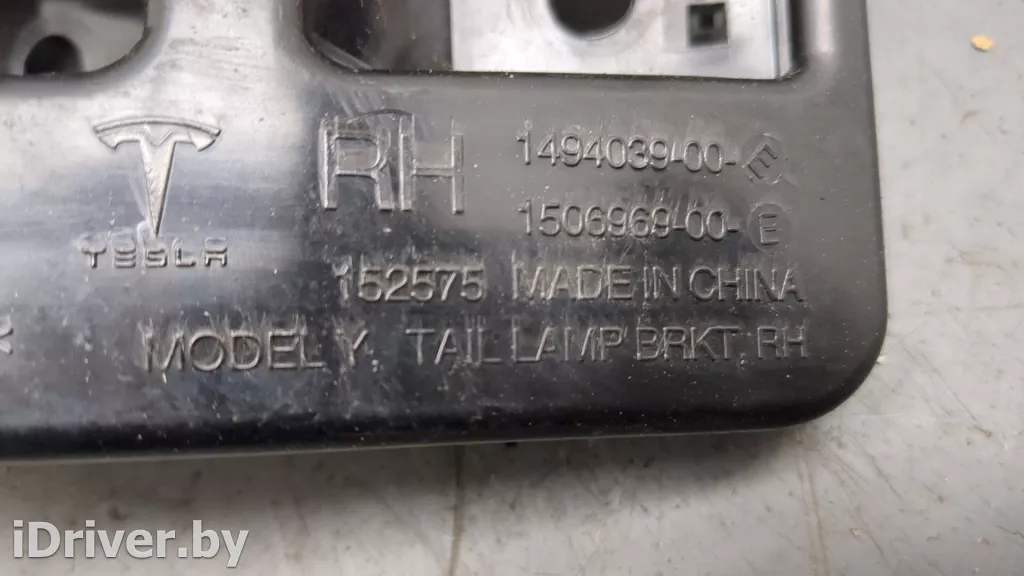 TESLA
RH
1494039-00-E
1506969-00-E
152575 MADE IN CHINA
MODEL Y TAIL LAMP BRKT, RH
iDriver.by